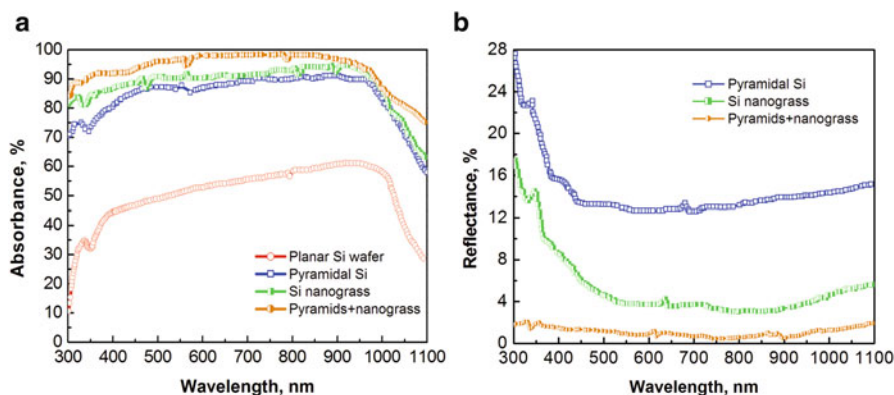 a
Absorbance, %
100
90
80
70
60
50
40
30
20
10
0
Planar Si wafer
Pyramidal Si
Si nanograss
Pyramids+nanograss
300 400 500 600 700 800 900 1000 1100
Wavelength, nm
b
Reflectance, %
28
24
20
16
12
8
4
0
Pyramidal Si
Si nanograss
Pyramids+nanograss
300 400 500 600 700 800 900 1000 1100
Wavelength, nm